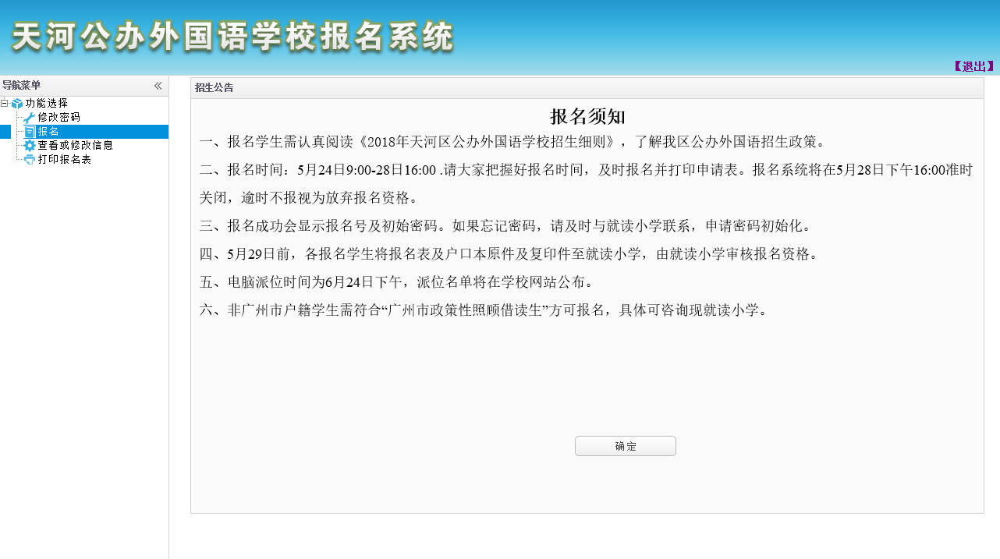 天河公办外国语学校报名系统
【退出】
导航菜单
功能选择
修改密码
报名
查看或修改信息
打印报名表
招生公告
报名须知
一、报名学生需认真阅读《2018年天河区公办外国语学校招生细则》，了解我区公办外国语招生政策。
二、报名时间：5月24日9:00-28日16:00 .请大家把握好报名时间，及时报名并打印申请表。报名系统将在5月28日下午16:00准时
关闭，逾时不报视为放弃报名资格。
三、报名成功会显示报名号及初始密码。如果忘记密码，请及时与就读小学联系，申请密码初始化。
四、5月29日前，各报名学生将报名表及户口本原件及复印件至就读小学，由就读小学审核报名资格。
五、电脑派位时间为6月24日下午，派位名单将在学校网站公布。
六、非广州市户籍学生需符合“广州市政策性照顾借读生”方可报名，具体可咨询现就读小学。
确定